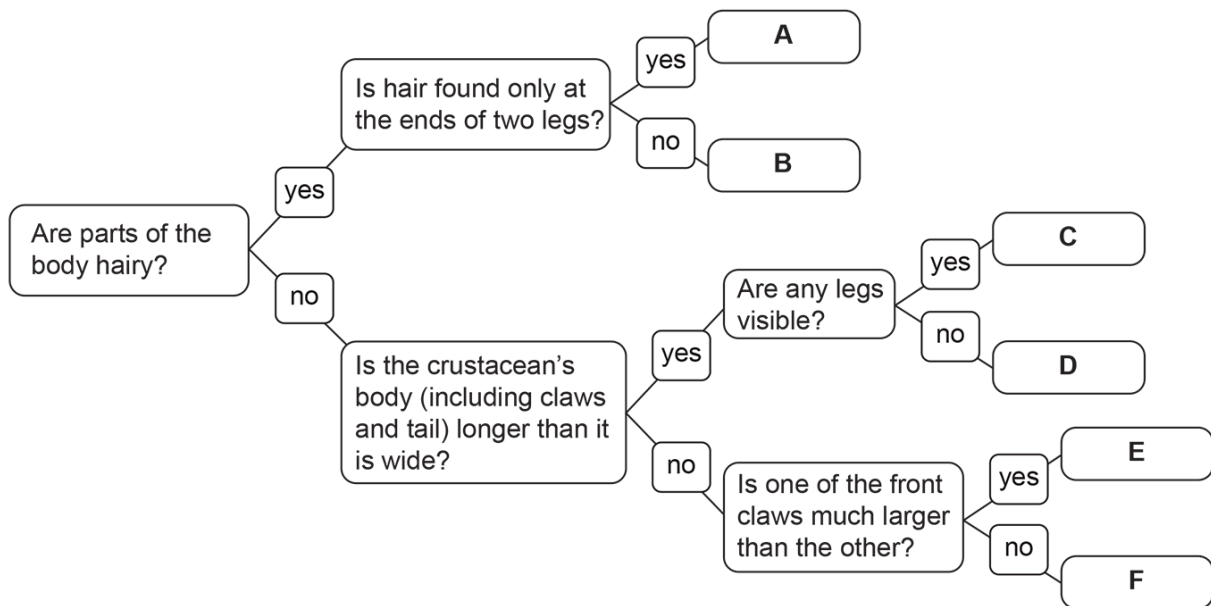 Are parts of the
body hairy?
yes
Is hair found only at
the ends of two legs?
yes
A
no
B
no
Is the crustacean's
body (including claws
and tail) longer than it
is wide?
yes
Are any legs
visible?
yes
C
no
D
no
Is one of the front
claws much larger
than the other?
yes
E
no
F